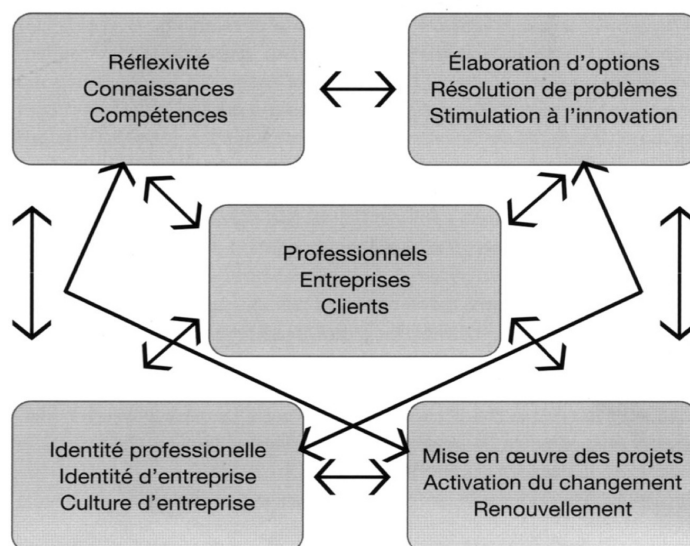 Réflexivité
Connaissances
Compétences
Élaboration d'options
Résolution de problèmes
Stimulation à l'innovation
Professionnels
Entreprises
Clients
Identité professionelle
Identité d'entreprise
Culture d'entreprise
Mise en œuvre des projets
Activation du changement
Renouvellement